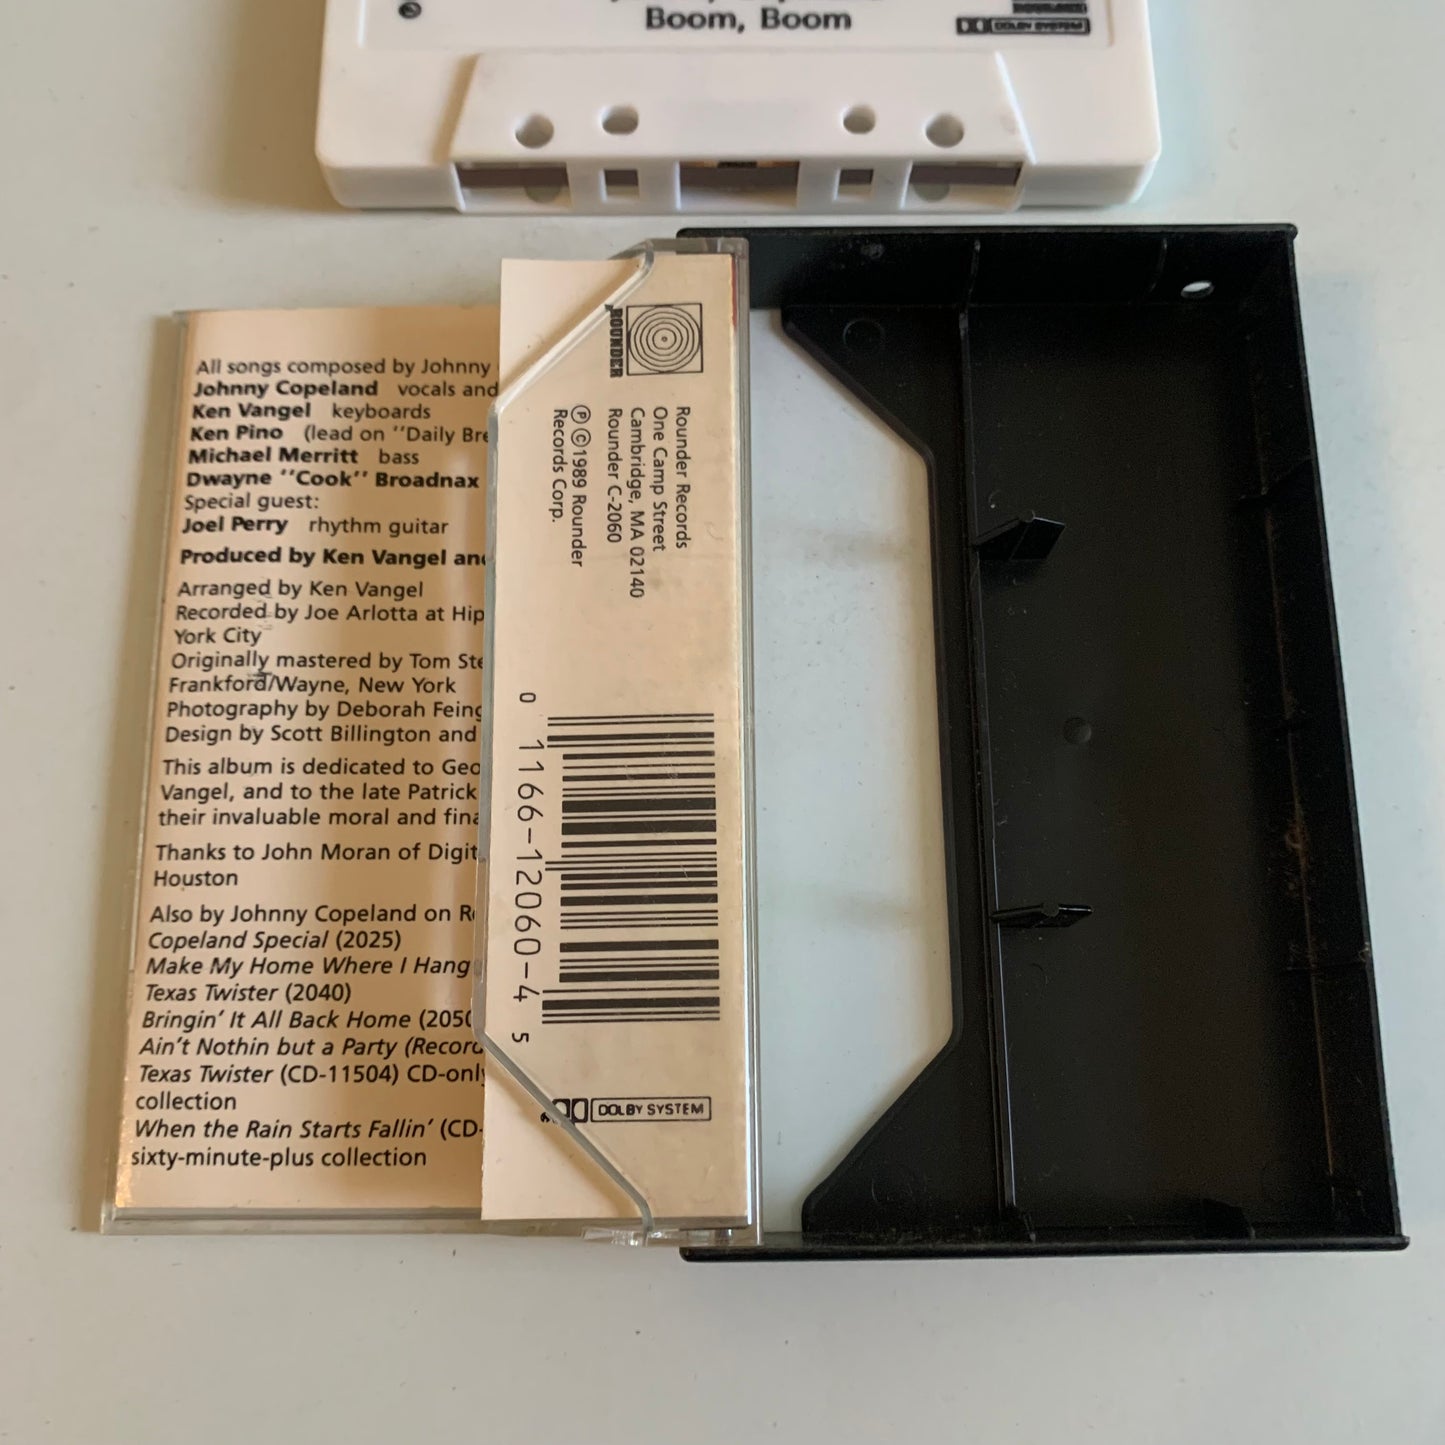 Boom, Boom
DOLBY SYSTEM
All songs composed by Johnny
Johnny Copeland vocals and
Ken Vangel keyboards
Ken Pino (lead on "Daily Bre
Michael Merritt bass
Dwayne "Cook" Broadnax
Special guest:
Joel Perry rhythm guitar
Produced by Ken Vangel and
Arranged by Ken Vangel
Recorded by Joe Arlotta at Hip
York City
Originally mastered by Tom Ste
Frankford/Wayne, New York
Photography by Deborah Feing
Design by Scott Billington and
This album is dedicated to Geo
Vangel, and to the late Patrick
their invaluable moral and fina
Thanks to John Moran of Digit
Houston
Also by Johnny Copeland on R
Copeland Special (2025)
Make My Home Where I Hang
Texas Twister (2040)
Bringin' It All Back Home (2050
Ain't Nothin but a Party (Record
Texas Twister (CD-11504) CD-only
collection
When the Rain Starts Fallin' (CD-
sixty-minute-plus collection
ROUNDER
Rounder Records
One Camp Street
Cambridge, MA 02140
Rounder C-2060
℗ ©1989 Rounder
Records Corp.
0 1166-12060-4 5
DOLBY SYSTEM